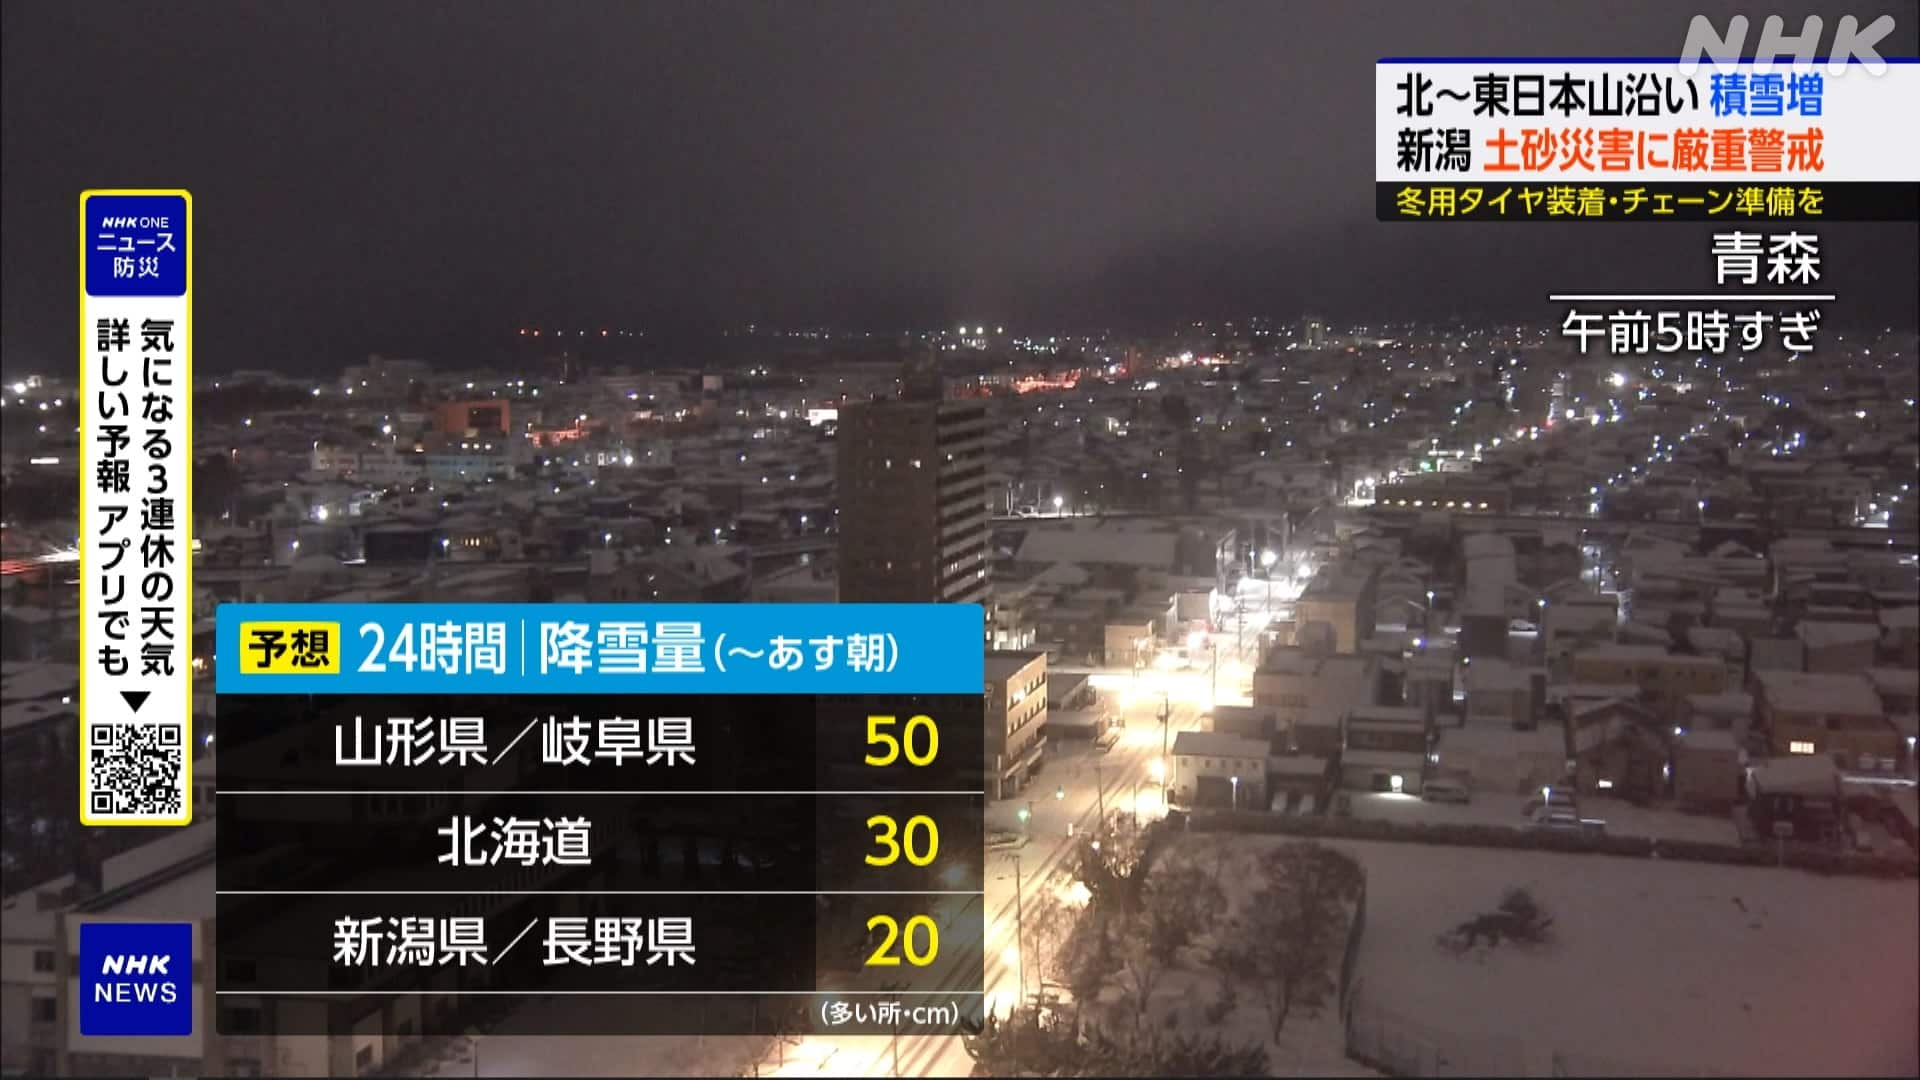 NHK
北～東日本山沿い 積雪増
新潟 土砂災害に厳重警戒
冬用タイヤ装着・チェーン準備を
青森
午前5時すぎ
NHK ONE
ニュース
防災
気になる3連休の天気
詳しい予報 アプリでも
▼
予想 24時間 降雪量(～あす朝)
山形県／岐阜県 50
北海道 30
新潟県／長野県 20
(多い所・cm)
NHK
NEWS